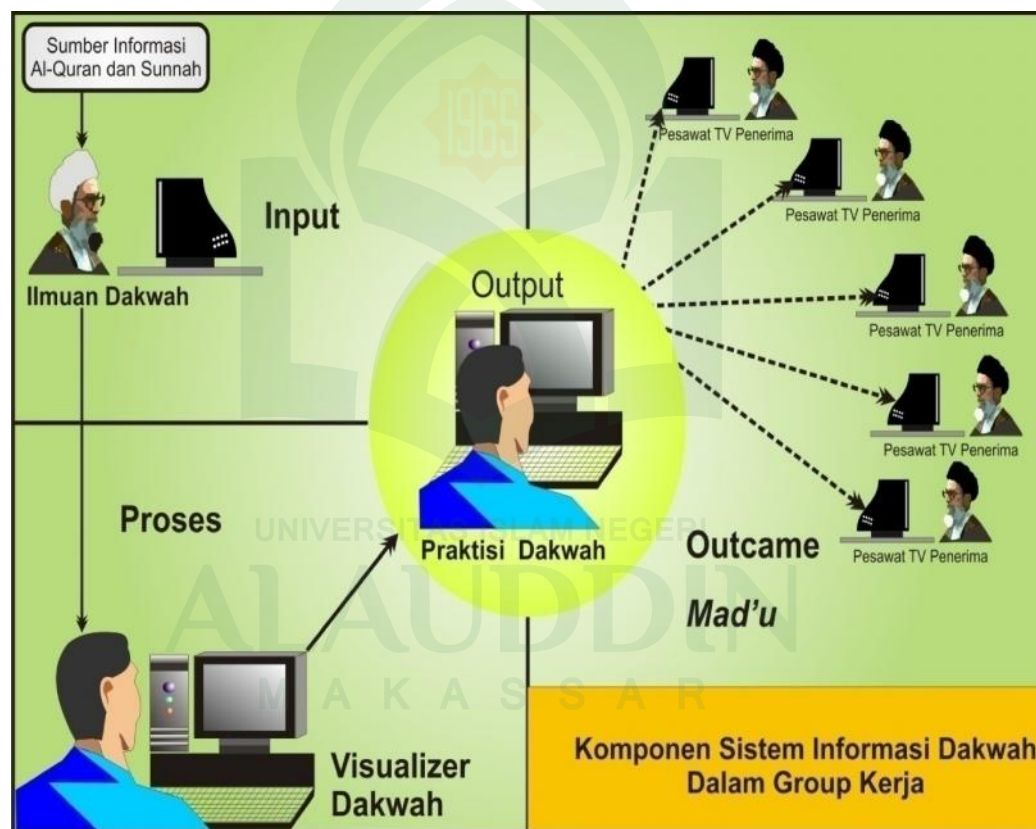 Sumber Informasi
Al-Quran dan Sunnah
Input
Ilmuan Dakwah
Output
Praktisi Dakwah
Pesawat TV Penerima
Pesawat TV Penerima
Pesawat TV Penerima
Pesawat TV Penerima
Pesawat TV Penerima
Proses
Outcame
Mad'u
Visualizer
Dakwah
Komponen Sistem Informasi Dakwah
Dalam Group Kerja
1965
UNIVERSITAS ISLAM NEGERI
ALAUDDIN
MAKASSAR